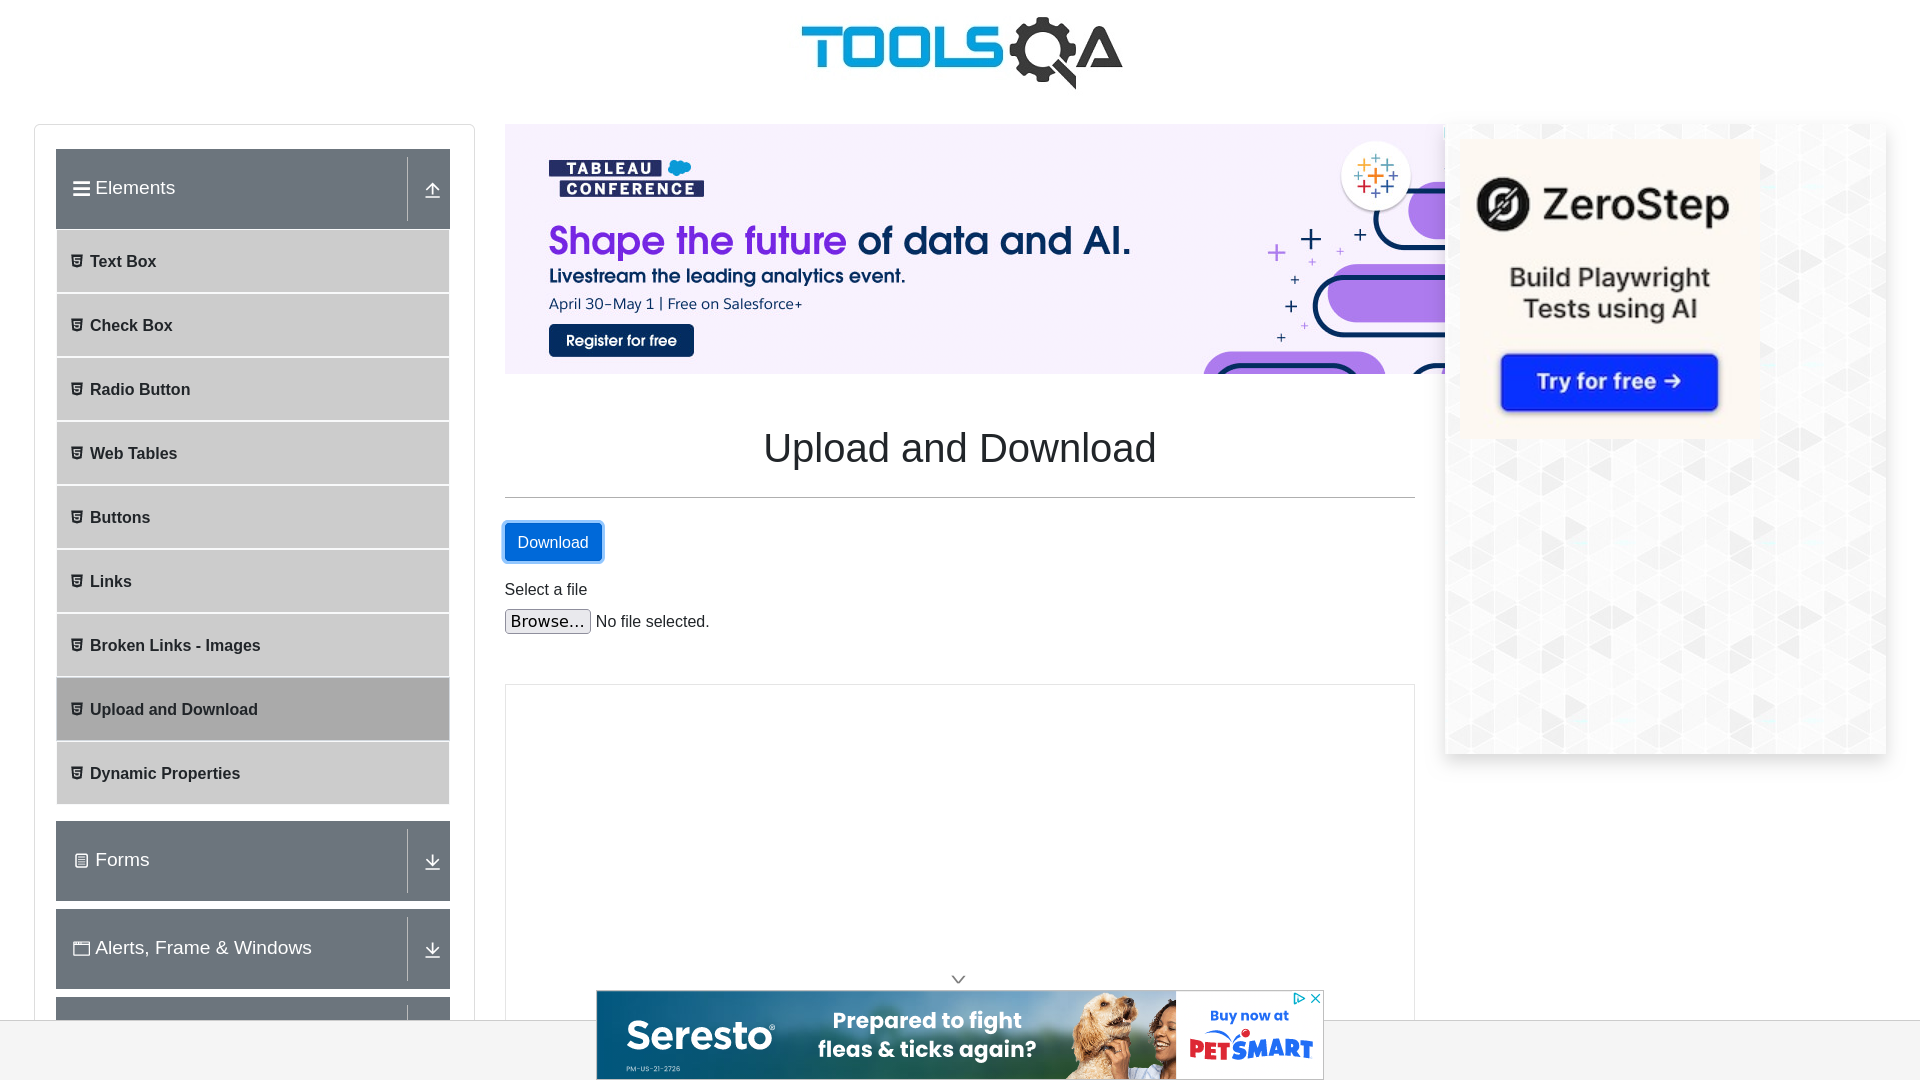 TOOLSQA
Elements
Text Box
Check Box
Radio Button
Web Tables
Buttons
Links
Broken Links - Images
Upload and Download
Dynamic Properties
Forms
Alerts, Frame & Windows
TABLEAU
CONFERENCE
Shape the future of data and AI.
Livestream the leading analytics event.
April 30–May 1 | Free on Salesforce+
Register for free
Upload and Download
Download
Select a file
Browse... No file selected.
ZeroStep
Build Playwright
Tests using AI
Try for free →
Seresto®
PM-US-21-2726
Prepared to fight
fleas & ticks again?
Buy now at
PETSMART